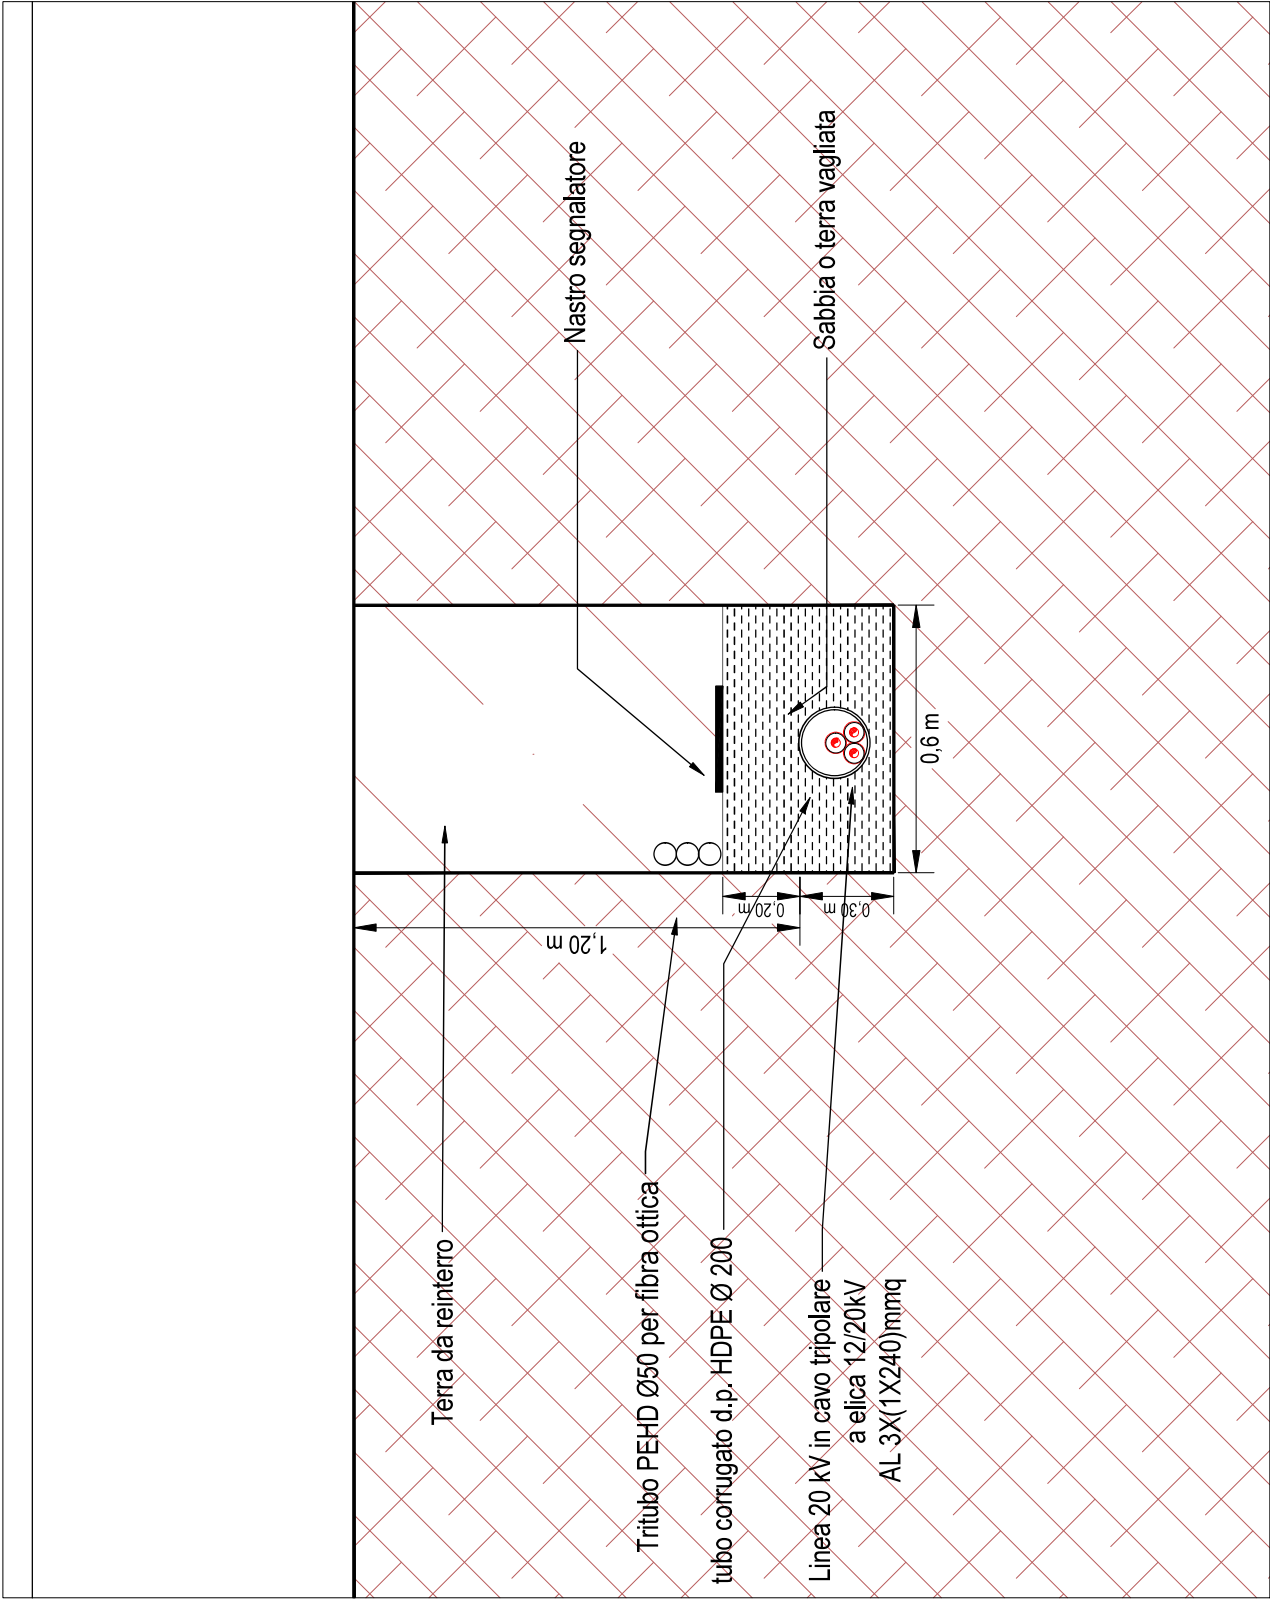 Terra da reinterro
Nastro segnalatore
Tritubo PEHD Ø50 per fibra ottica
tubo corrugato d.p. HDPE Ø 200
Sabbia o terra vagliata
Linea 20 kV in cavo tripolare
a elica 12/20kV
AL 3X(1X240)mmq
1,20 m
0,20 m
0,30 m
0,6 m